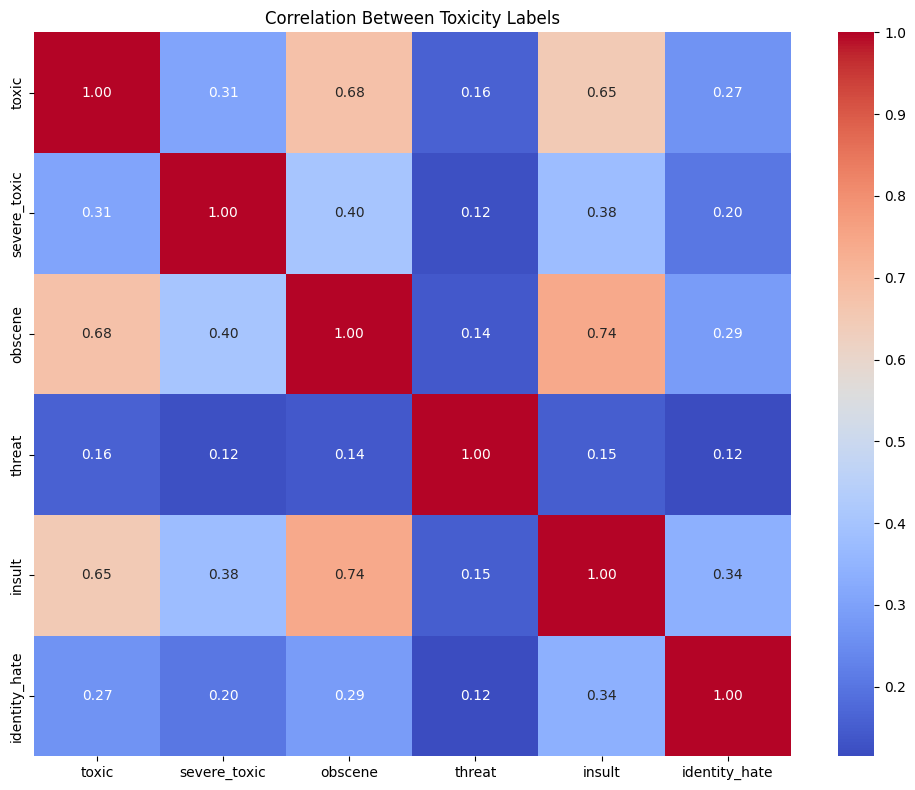 Correlation Between Toxicity Labels
toxic 1.00 0.31 0.68 0.16 0.65 0.27
severe_toxic 0.31 1.00 0.40 0.12 0.38 0.20
obscene 0.68 0.40 1.00 0.14 0.74 0.29
threat 0.16 0.12 0.14 1.00 0.15 0.12
insult 0.65 0.38 0.74 0.15 1.00 0.34
identity_hate 0.27 0.20 0.29 0.12 0.34 1.00
toxic severe_toxic obscene threat insult identity_hate
1.0
0.9
0.8
0.7
0.6
0.5
0.4
0.3
0.2